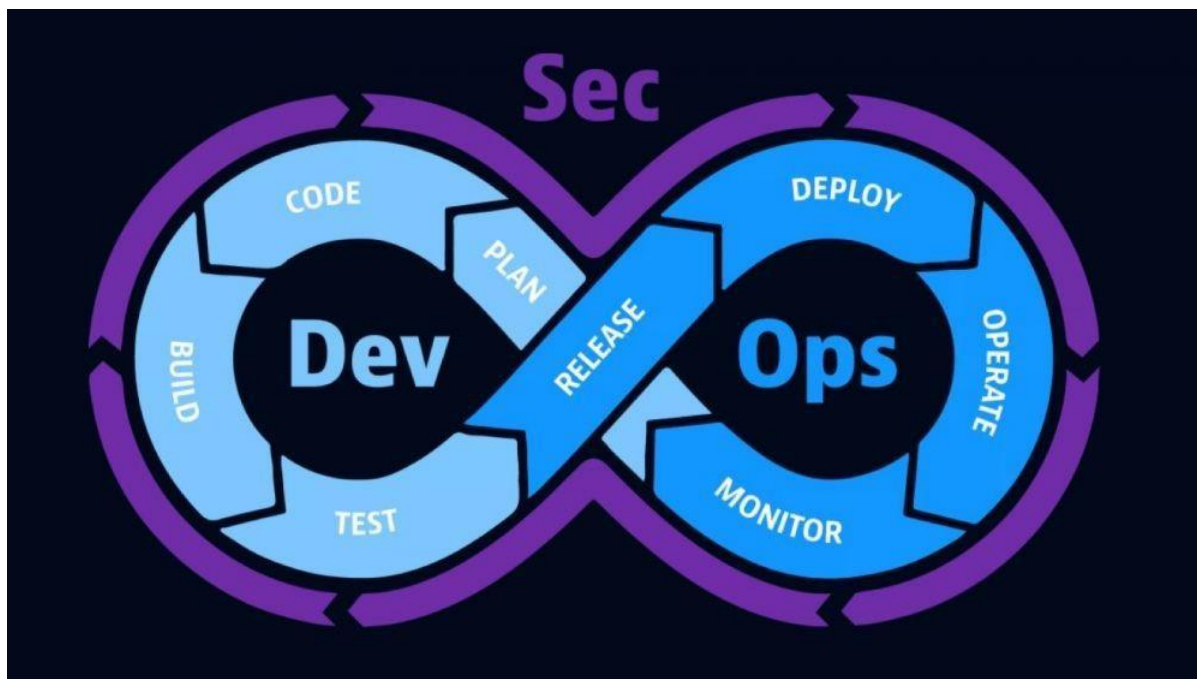 Sec
CODE
DEPLOY
PLAN
Dev
RELEASE
Ops
BUILD
OPERATE
TEST
MONITOR